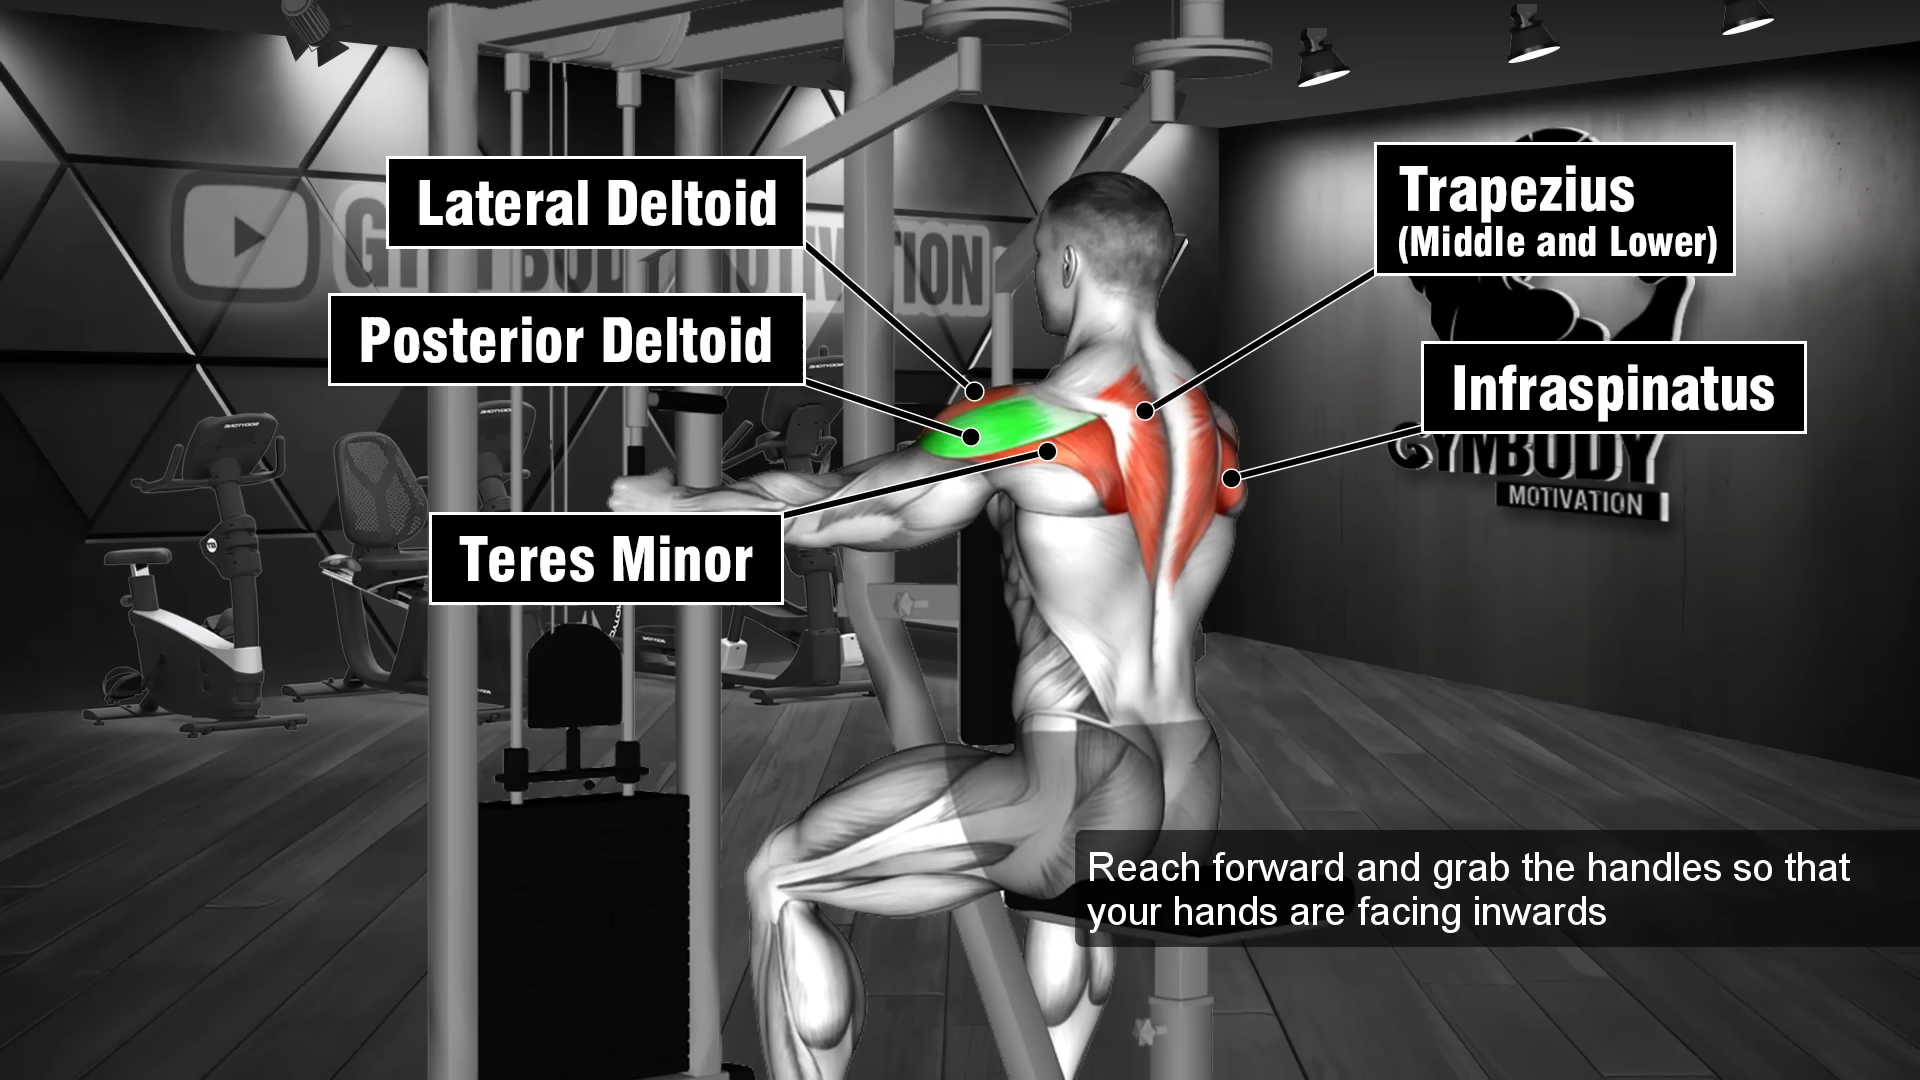 Lateral Deltoid
Posterior Deltoid
Teres Minor
Trapezius
(Middle and Lower)
Infraspinatus
GYMBODY
MOTIVATION
Reach forward and grab the handles so that
your hands are facing inwards